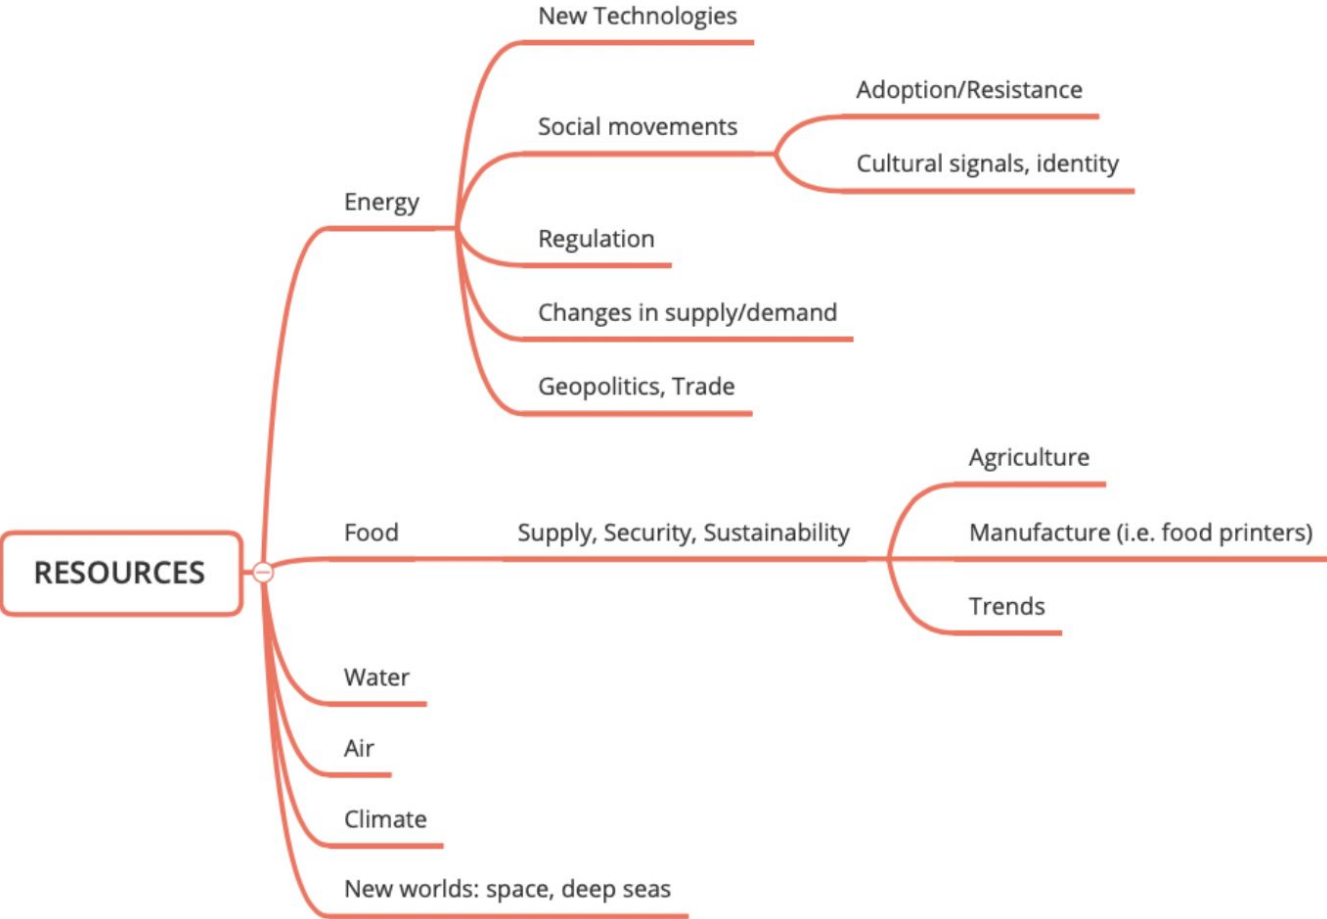 New Technologies
Adoption/Resistance
Social movements
Cultural signals, identity
Energy
Regulation
Changes in supply/demand
Geopolitics, Trade
Agriculture
Food
Supply, Security, Sustainability
Manufacture (i.e. food printers)
RESOURCES
Trends
Water
Air
Climate
New worlds: space, deep seas